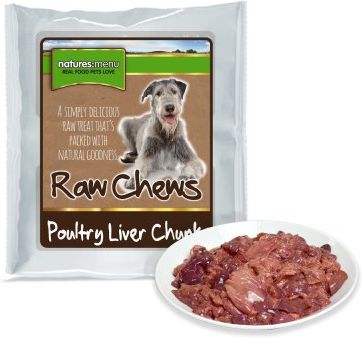 natures:menu
REAL FOOD PETS LOVE
A SIMPLY DELICIOUS
RAW TREAT THAT'S
PACKED WITH
NATURAL GOODNESS.
Raw Chews
Poultry Liver Chunk